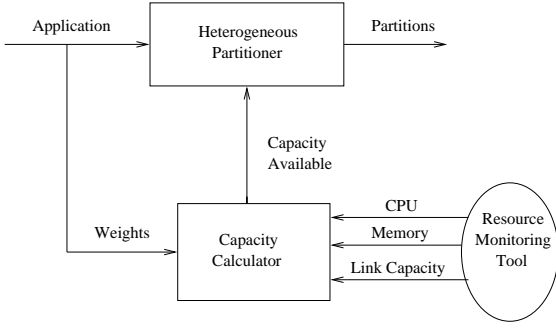 Application
Heterogeneous
Partitioner
Partitions
Capacity
Available
CPU
Memory
Link Capacity
Resource
Monitoring
Tool
Weights
Capacity
Calculator